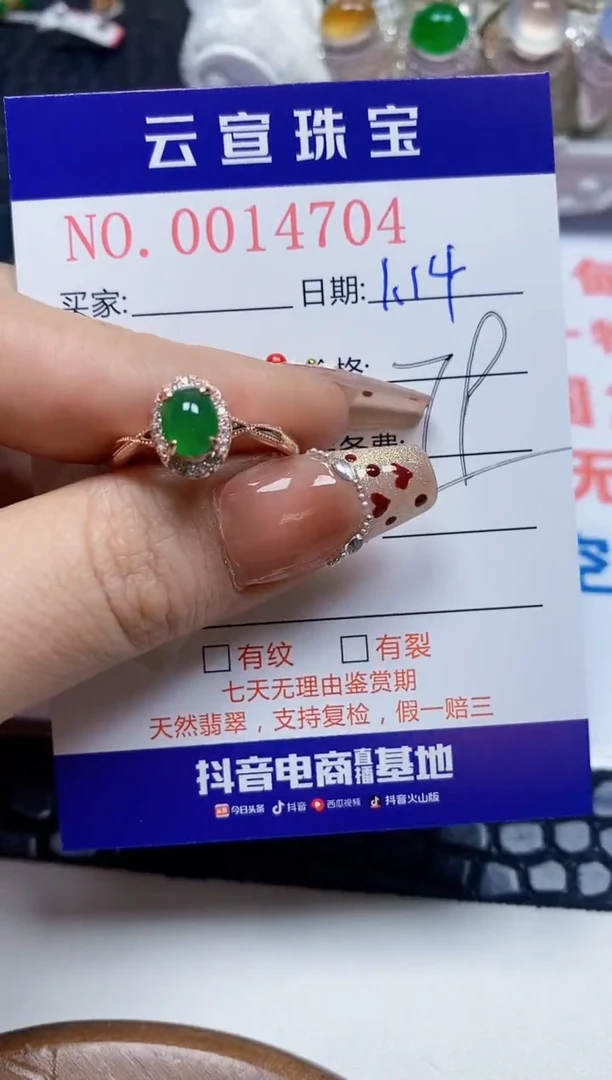 云宣珠宝
NO.0014704
买家: 日期: 1.14
格:
备费:
有纹 有裂
七天无理由鉴赏期
天然翡翠，支持复检，假一赔三
抖音电商直播基地
今日头条 抖音 西瓜视频 抖音火山版
无